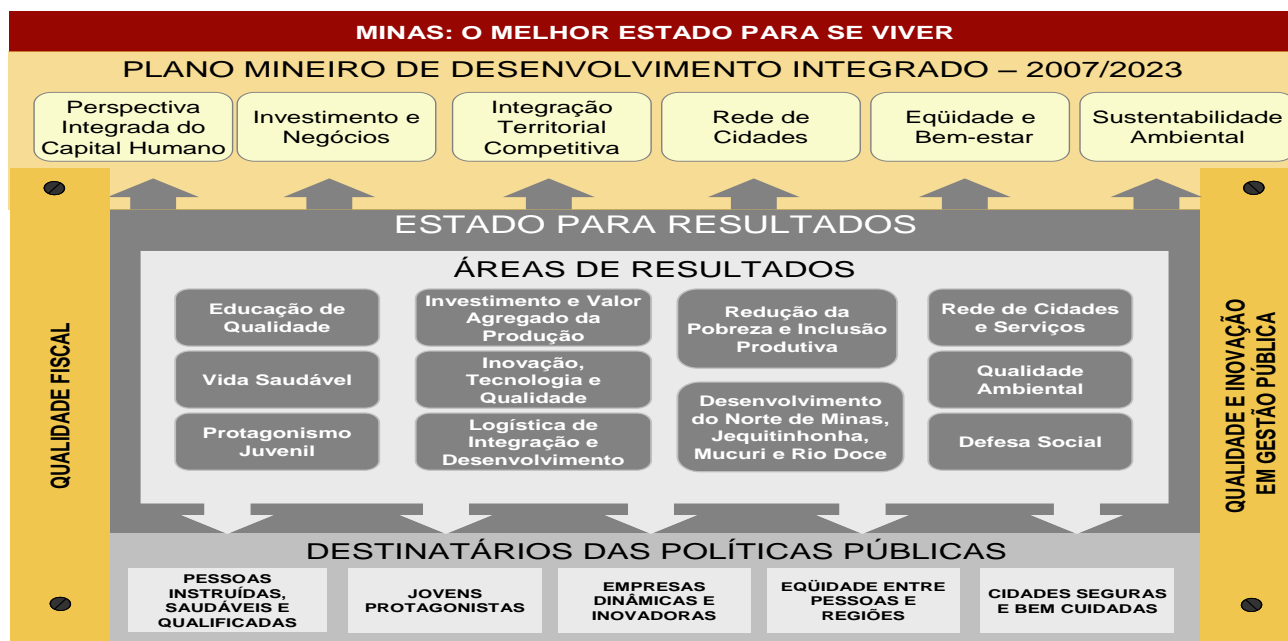 MINAS: O MELHOR ESTADO PARA SE VIVER
PLANO MINEIRO DE DESENVOLVIMENTO INTEGRADO – 2007/2023
Perspectiva
Integrada do
Capital Humano
Investimento e
Negócios
Integração
Territorial
Competitiva
Rede de
Cidades
Eqüidade e
Bem-estar
Sustentabilidade
Ambiental
QUALIDADE FISCAL
ESTADO PARA RESULTADOS
ÁREAS DE RESULTADOS
Educação de
Qualidade
Vida Saudável
Protagonismo
Juvenil
Investimento e Valor
Agregado da
Produção
Inovação,
Tecnologia e
Qualidade
Logística de
Integração e
Desenvolvimento
Redução da
Pobreza e Inclusão
Produtiva
Desenvolvimento
do Norte de Minas,
Jequitinhonha,
Mucuri e Rio Doce
Rede de Cidades
e Serviços
Qualidade
Ambiental
Defesa Social
QUALIDADE E INOVAÇÃO
EM GESTÃO PÚBLICA
DESTINATÁRIOS DAS POLÍTICAS PÚBLICAS
PESSOAS
INSTRUÍDAS,
SAUDÁVEIS E
QUALIFICADAS
JOVENS
PROTAGONISTAS
EMPRESAS
DINÂMICAS E
INOVADORAS
EQÜIDADE ENTRE
PESSOAS E
REGIÕES
CIDADES SEGURAS
E BEM CUIDADAS